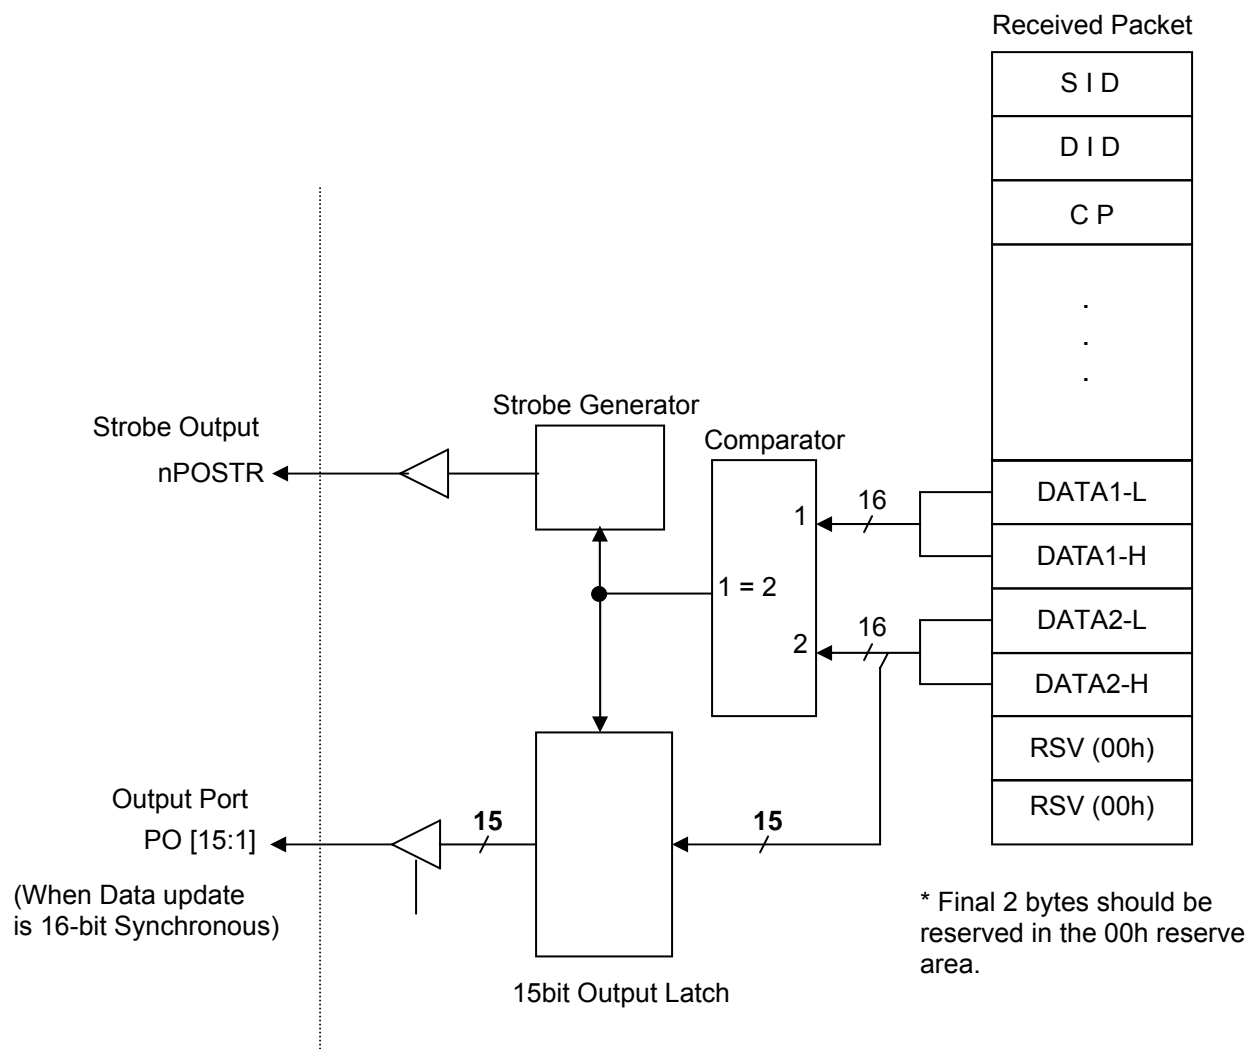 Received Packet
S I D
D I D
C P
.
.
.
Strobe Generator
Strobe Output
Comparator
nPOSTR
DATA1-L
16
1
DATA1-H
1 = 2
DATA2-L
16
2
DATA2-H
RSV (00h)
Output Port
15
15
RSV (00h)
PO [15:1]
(When Data update
is 16-bit Synchronous)
* Final 2 bytes should be
reserved in the 00h reserve
area.
15bit Output Latch